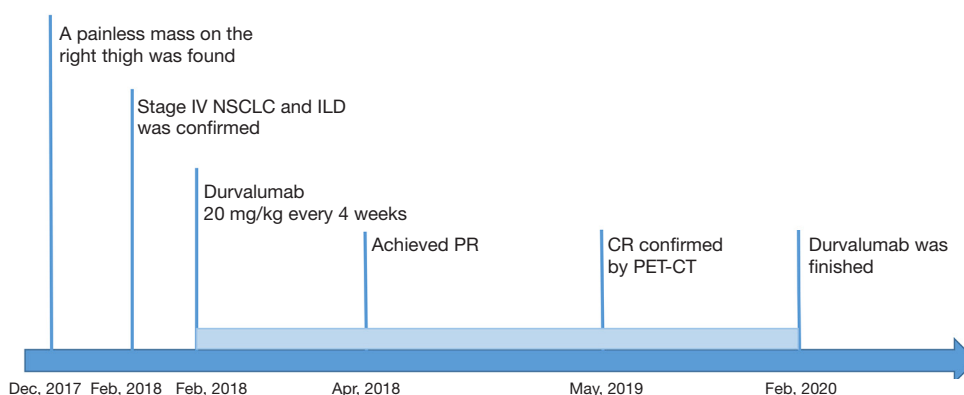 A painless mass on the
right thigh was found
Stage IV NSCLC and ILD
was confirmed
Durvalumab
20 mg/kg every 4 weeks
Achieved PR
CR confirmed
by PET-CT
Durvalumab was
finished
Dec, 2017
Feb, 2018
Feb, 2018
Apr, 2018
May, 2019
Feb, 2020